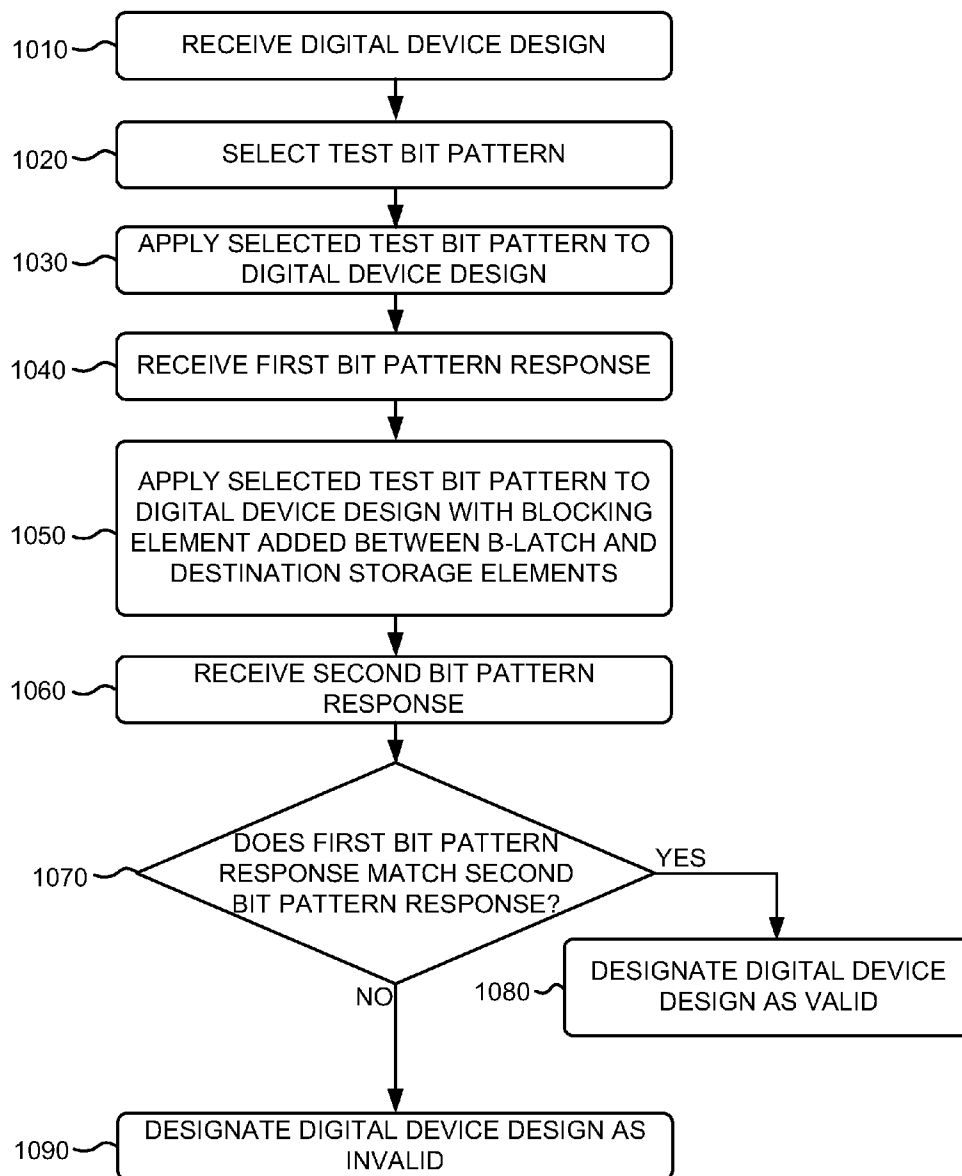 1010
RECEIVE DIGITAL DEVICE DESIGN
1020
SELECT TEST BIT PATTERN
1030
APPLY SELECTED TEST BIT PATTERN TO
DIGITAL DEVICE DESIGN
1040
RECEIVE FIRST BIT PATTERN RESPONSE
1050
APPLY SELECTED TEST BIT PATTERN TO
DIGITAL DEVICE DESIGN WITH BLOCKING
ELEMENT ADDED BETWEEN B-LATCH AND
DESTINATION STORAGE ELEMENTS
1060
RECEIVE SECOND BIT PATTERN
RESPONSE
1070
DOES FIRST BIT PATTERN
RESPONSE MATCH SECOND
BIT PATTERN RESPONSE?
YES
1080
DESIGNATE DIGITAL DEVICE
DESIGN AS VALID
NO
1090
DESIGNATE DIGITAL DEVICE DESIGN AS
INVALID